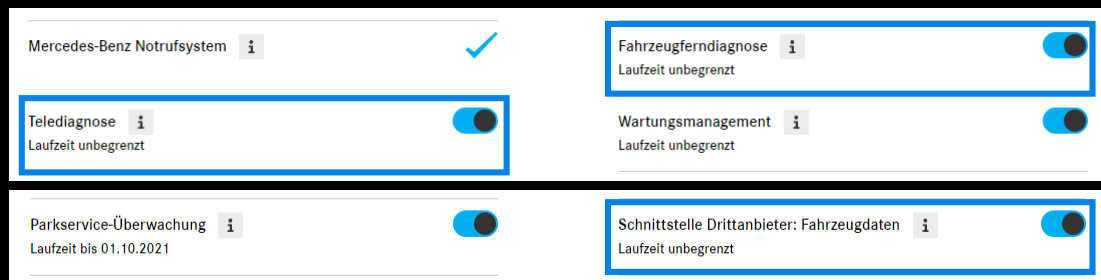 Mercedes-Benz Notrufsystem i
Fahrzeugferndiagnose i
Laufzeit unbegrenzt
Telediagnose i
Laufzeit unbegrenzt
Wartungsmanagement i
Laufzeit unbegrenzt
Parkservice-Überwachung i
Laufzeit bis 01.10.2021
Schnittstelle Drittanbieter: Fahrzeugdaten i
Laufzeit unbegrenzt